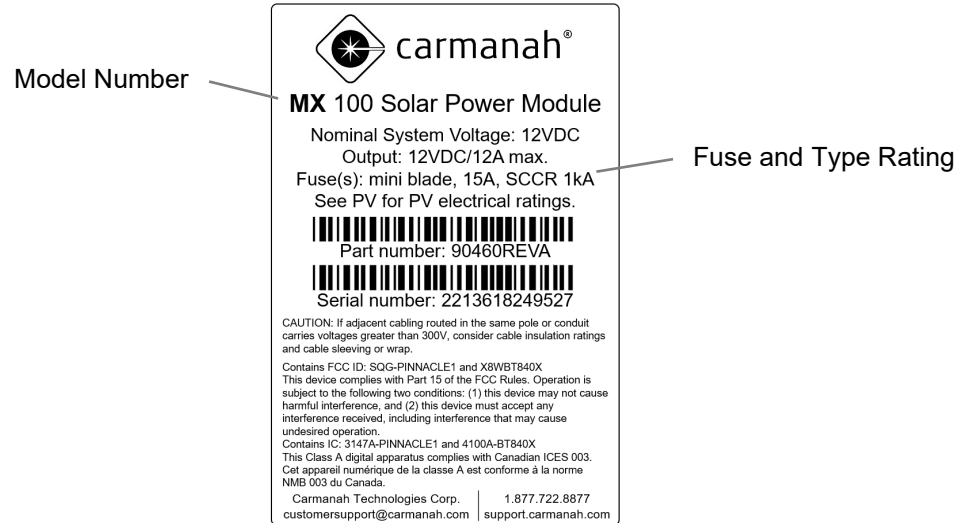 carmanah®
Model Number
MX 100 Solar Power Module
Nominal System Voltage: 12VDC
Output: 12VDC/12A max.
Fuse and Type Rating
Fuse(s): mini blade, 15A, SCCR 1kA
See PV for PV electrical ratings.
Part number: 90460REVA
Serial number: 2213618249527
CAUTION: If adjacent cabling routed in the same pole or conduit
carries voltages greater than 300V, consider cable insulation ratings
and cable sleeving or wrap.
Contains FCC ID: SQG-PINNACLE1 and X8WBT840X
This device complies with Part 15 of the FCC Rules. Operation is
subject to the following two conditions: (1) this device may not cause
harmful interference, and (2) this device must accept any
interference received, including interference that may cause
undesired operation.
Contains IC: 3147A-PINNACLE1 and 4100A-BT840X
This Class A digital apparatus complies with Canadian ICES 003.
Cet appareil numérique de la classe A est conforme à la norme
NMB 003 du Canada.
Carmanah Technologies Corp. 1.877.722.8877
customersupport@carmanah.com support.carmanah.com